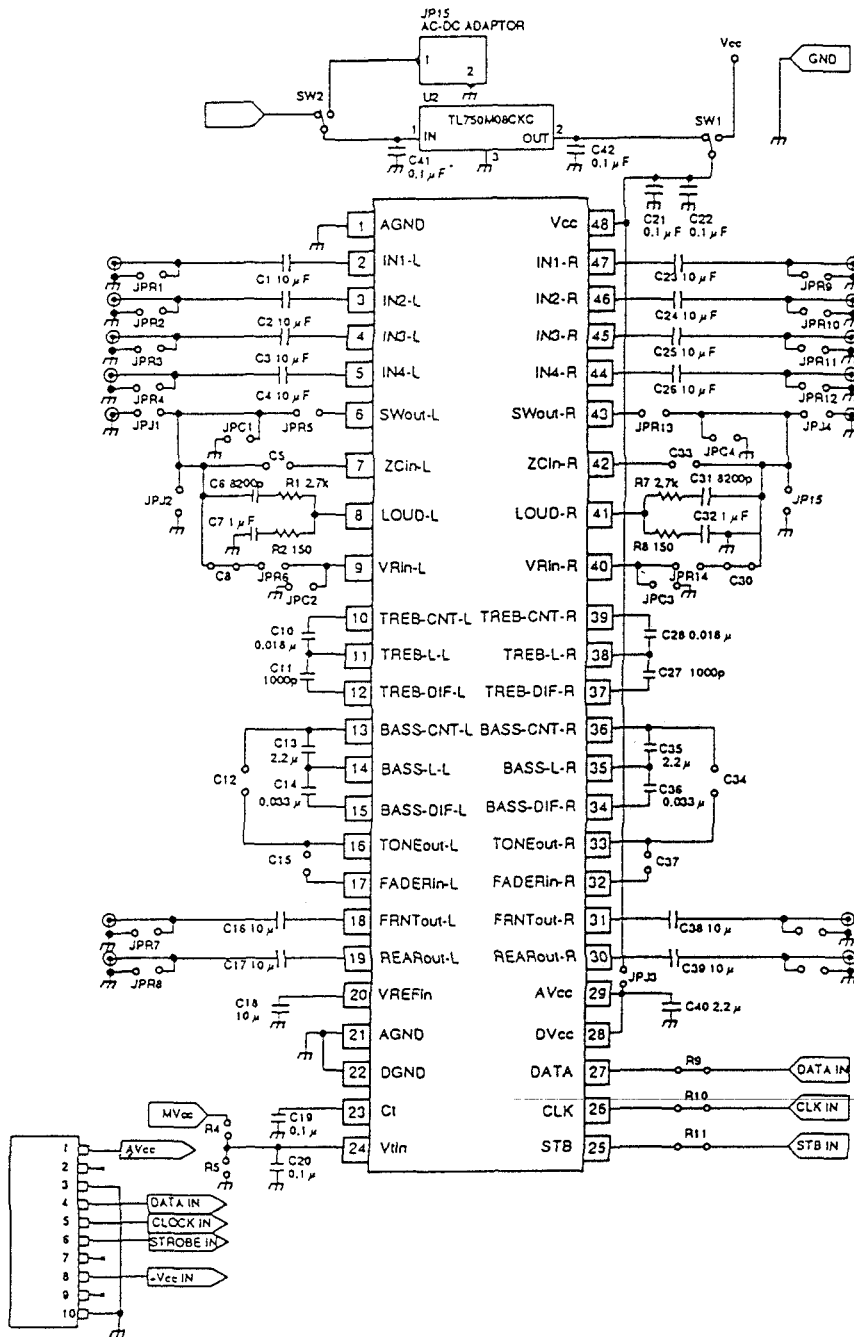 JP15
AC-DC ADAPTOR
1
2
Vcc
GND
SW2
U2
TL750M08CKC
1
IN
OUT
2
3
SW1
C41
0.1μF
C42
0.1μF
C21
0.1μF
C22
0.1μF
1 AGND
Vcc 48
2 IN1-L
IN1-R 47
JPR1
C1 10μF
C23 10μF
JPR9
3 IN2-L
IN2-R 46
JPR2
C2 10μF
C24 10μF
JPR10
4 IN3-L
IN3-R 45
JPR3
C3 10μF
C25 10μF
JPR11
5 IN4-L
IN4-R 44
JPR4
C4 10μF
C26 10μF
JPR12
6 SWout-L
SWout-R 43
JPJ1
JPC1
JPR5
JPR13
JPC4
JPJ4
7 ZCin-L
ZCin-R 42
C5
C33
C6 8200p
R1 2.7k
R7 2.7k
C31 8200p
JPJ2
JP15
8 LOUD-L
LOUD-R 41
C7 1μF
R2 150
R8 150
C32 1μF
9 VRin-L
VRin-R 40
C8
JPR6
JPC2
JPC3
JPR14
C30
10 TREB-CNT-L
TREB-CNT-R 39
C10
0.018μ
C28 0.018μ
11 TREB-L-L
TREB-L-R 38
C11
1000p
C27 1000p
12 TREB-DIF-L
TREB-DIF-R 37
13 BASS-CNT-L
BASS-CNT-R 36
C13
2.2μ
C35
2.2μ
14 BASS-L-L
BASS-L-R 35
C12
C14
0.033μ
C36
0.033μ
C34
15 BASS-DIF-L
BASS-DIF-R 34
16 TONEout-L
TONEout-R 33
C15
C37
17 FADERin-L
FADERin-R 32
18 FRNTout-L
FRNTout-R 31
JPR7
C16 10μ
C38 10μ
19 REARout-L
REARout-R 30
JPR8
C17 10μ
C39 10μ
JPJ3
20 VREFin
AVcc 29
C18
10μ
C40 2.2μ
21 AGND
DVcc 28
22 DGND
DATA 27
R9
DATA IN
23 Ct
CLK 26
R10
CLK IN
MVcc
R4
C19
0.1μ
24 Vtin
STB 25
R11
STB IN
R5
C20
0.1μ
1
AVcc
2
3
4
DATA IN
5
CLOCK IN
6
STROBE IN
7
8
+Vcc IN
9
10